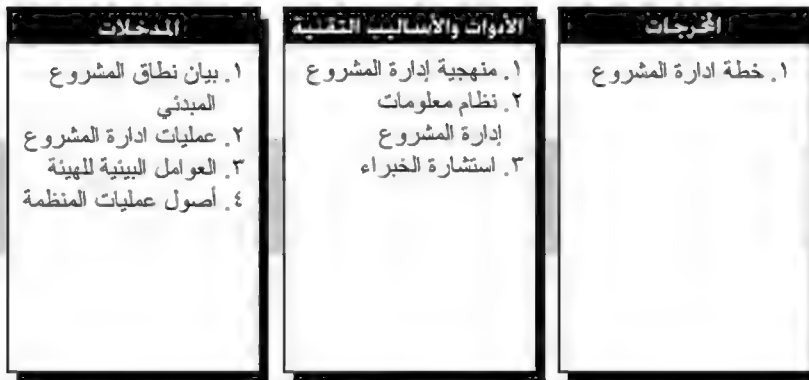 المدخلات
١. بيان نطاق المشروع
المبدئي
٢. عمليات ادارة المشروع
٣. العوامل البيئية للهيئة
٤. أصول عمليات المنظمة
الأدوات والأساليب التقنية
١. منهجية إدارة المشروع
٢. نظام معلومات
إدارة المشروع
٣. استشارة الخبراء
المخرجات
١. خطة ادارة المشروع